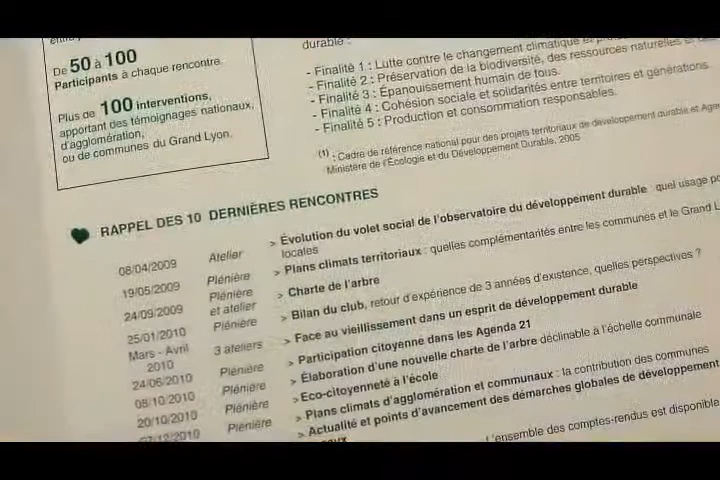 De 50 à 100
Participants à chaque rencontre.
Plus de 100 interventions,
apportant des témoignages nationaux,
d'agglomération,
ou de communes du Grand Lyon.
durable :
- Finalité 1 : Lutte contre le changement climatique et
- Finalité 2 : Préservation de la biodiversité, des ressources naturelles et
- Finalité 3 : Épanouissement humain de tous.
- Finalité 4 : Cohésion sociale et solidarités entre territoires et générations.
- Finalité 5 : Production et consommation responsables.
(1) : Cadre de référence national pour des projets territoriaux de développement durable et
Ministère de l'Écologie et du Développement Durable, 2005
RAPPEL DES 10 DERNIÈRES RENCONTRES
08/04/2009 Atelier > Évolution du volet social de l'observatoire du développement durable quel usage
locales
19/05/2009 Plénière > Plans climats territoriaux : quelles complémentarités entre les communes et le Grand
24/09/2009 Plénière et atelier > Charte de l'arbre
25/01/2010 Plénière > Bilan du club, retour d'expérience de 3 années d'existence, quelles perspectives ?
Mars - Avril 2010 3 ateliers > Face au vieillissement dans un esprit de développement durable
24/06/2010 Plénière > Participation citoyenne dans les Agenda 21
08/10/2010 Plénière > Élaboration d'une nouvelle charte de l'arbre déclinable à l'échelle communale
20/10/2010 Plénière > Eco-citoyenneté à l'école
07/12/2010 Plénière > Plans climats d'agglomération et communaux : la contribution des communes
> Actualité et points d'avancement des démarches globales de développement
L'ensemble des comptes-rendus est disponible